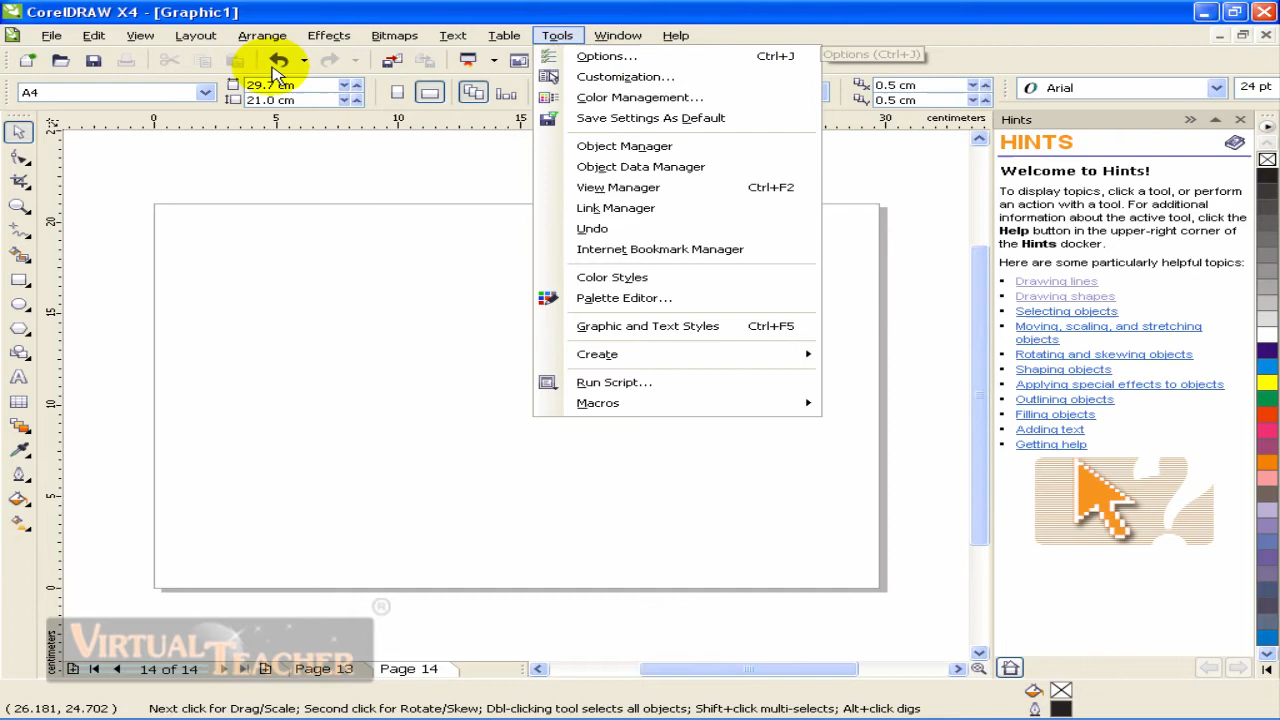 CorelDRAW X4 - [Graphic1]
File Edit View Layout Arrange Effects Bitmaps Text Table Tools Window Help
A4
29.7 cm
21.0 cm
0.5 cm
0.5 cm
Arial
24 pt
Options... Ctrl+J
Options (Ctrl+J)
Customization...
Color Management...
Save Settings As Default
Object Manager
Object Data Manager
View Manager Ctrl+F2
Link Manager
Undo
Internet Bookmark Manager
Color Styles
Palette Editor...
Graphic and Text Styles Ctrl+F5
Create
Run Script...
Macros
0 5 10 15 30 centimeters
20
15
10
5
0
centimeters
Hints
HINTS
Welcome to Hints!
To display topics, click a tool, or perform
an action with a tool. For additional
information about the active tool, click the
Help button in the upper-right corner of
the Hints docker.
Here are some particularly helpful topics:
Drawing lines
Drawing shapes
Selecting objects
Moving, scaling, and stretching
objects
Rotating and skewing objects
Shaping objects
Applying special effects to objects
Outlining objects
Filling objects
Adding text
Getting help
VIRTUAL TEACHER ®
14 of 14 Page 13 Page 14
( 26.181, 24.702 ) Next click for Drag/Scale; Second click for Rotate/Skew; Dbl-clicking tool selects all objects; Shift+click multi-selects; Alt+click digs